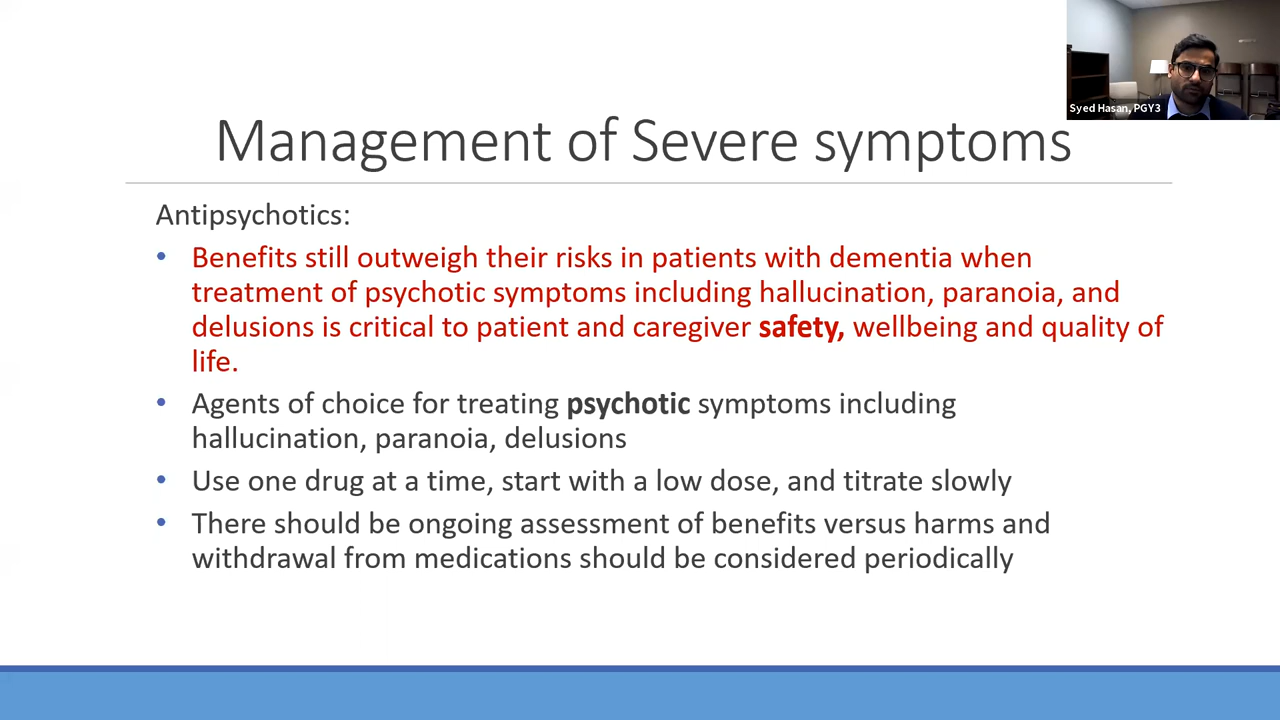 Syed Hasan, PGY3
Management of Severe symptoms
Antipsychotics:
• Benefits still outweigh their risks in patients with dementia when
treatment of psychotic symptoms including hallucination, paranoia, and
delusions is critical to patient and caregiver safety, wellbeing and quality of
life.
• Agents of choice for treating psychotic symptoms including
hallucination, paranoia, delusions
• Use one drug at a time, start with a low dose, and titrate slowly
• There should be ongoing assessment of benefits versus harms and
withdrawal from medications should be considered periodically